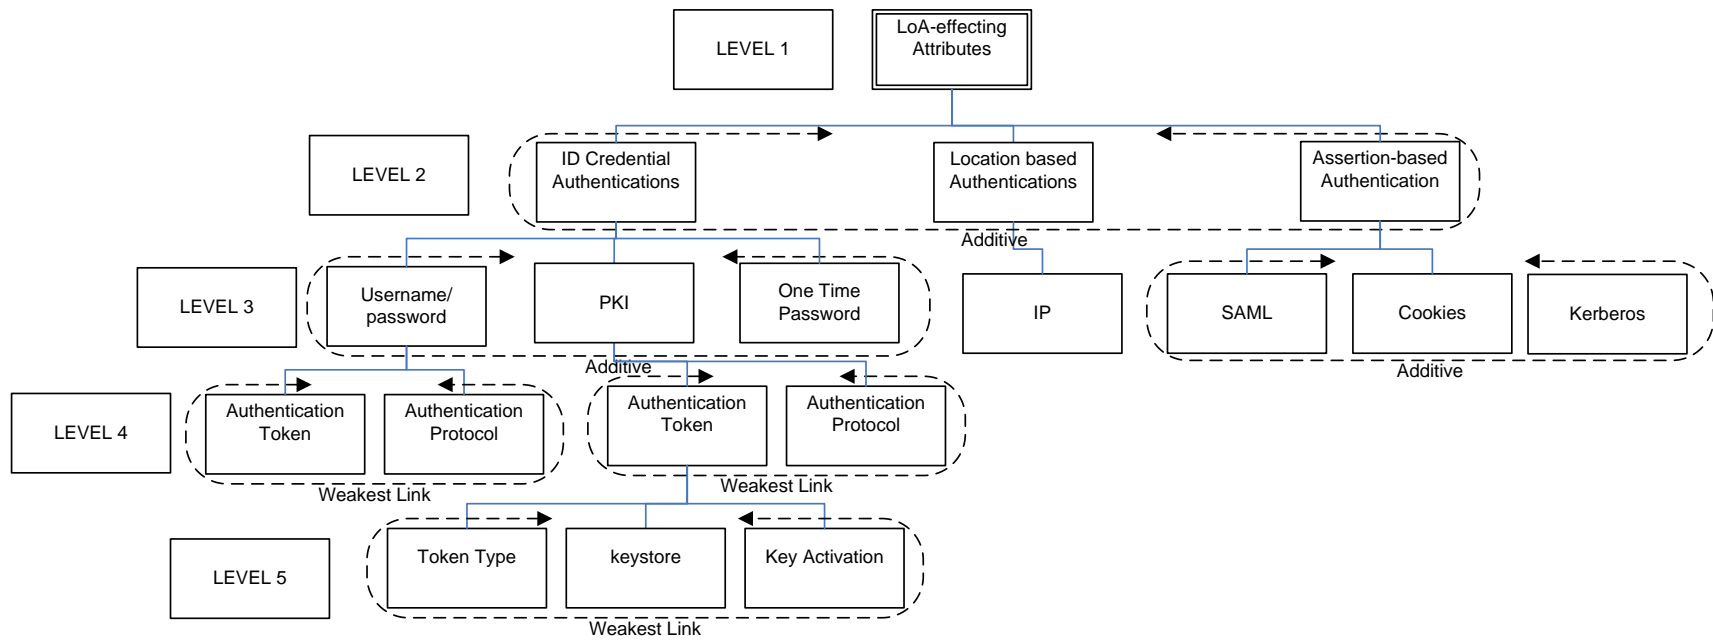 LEVEL 1
LoA-effecting
Attributes
LEVEL 2
ID Credential
Authentications
Location based
Authentications
Assertion-based
Authentication
Additive
LEVEL 3
Username/
password
PKI
One Time
Password
IP
SAML
Cookies
Kerberos
Additive
Additive
LEVEL 4
Authentication
Token
Authentication
Protocol
Authentication
Token
Authentication
Protocol
Weakest Link
Weakest Link
LEVEL 5
Token Type
keystore
Key Activation
Weakest Link